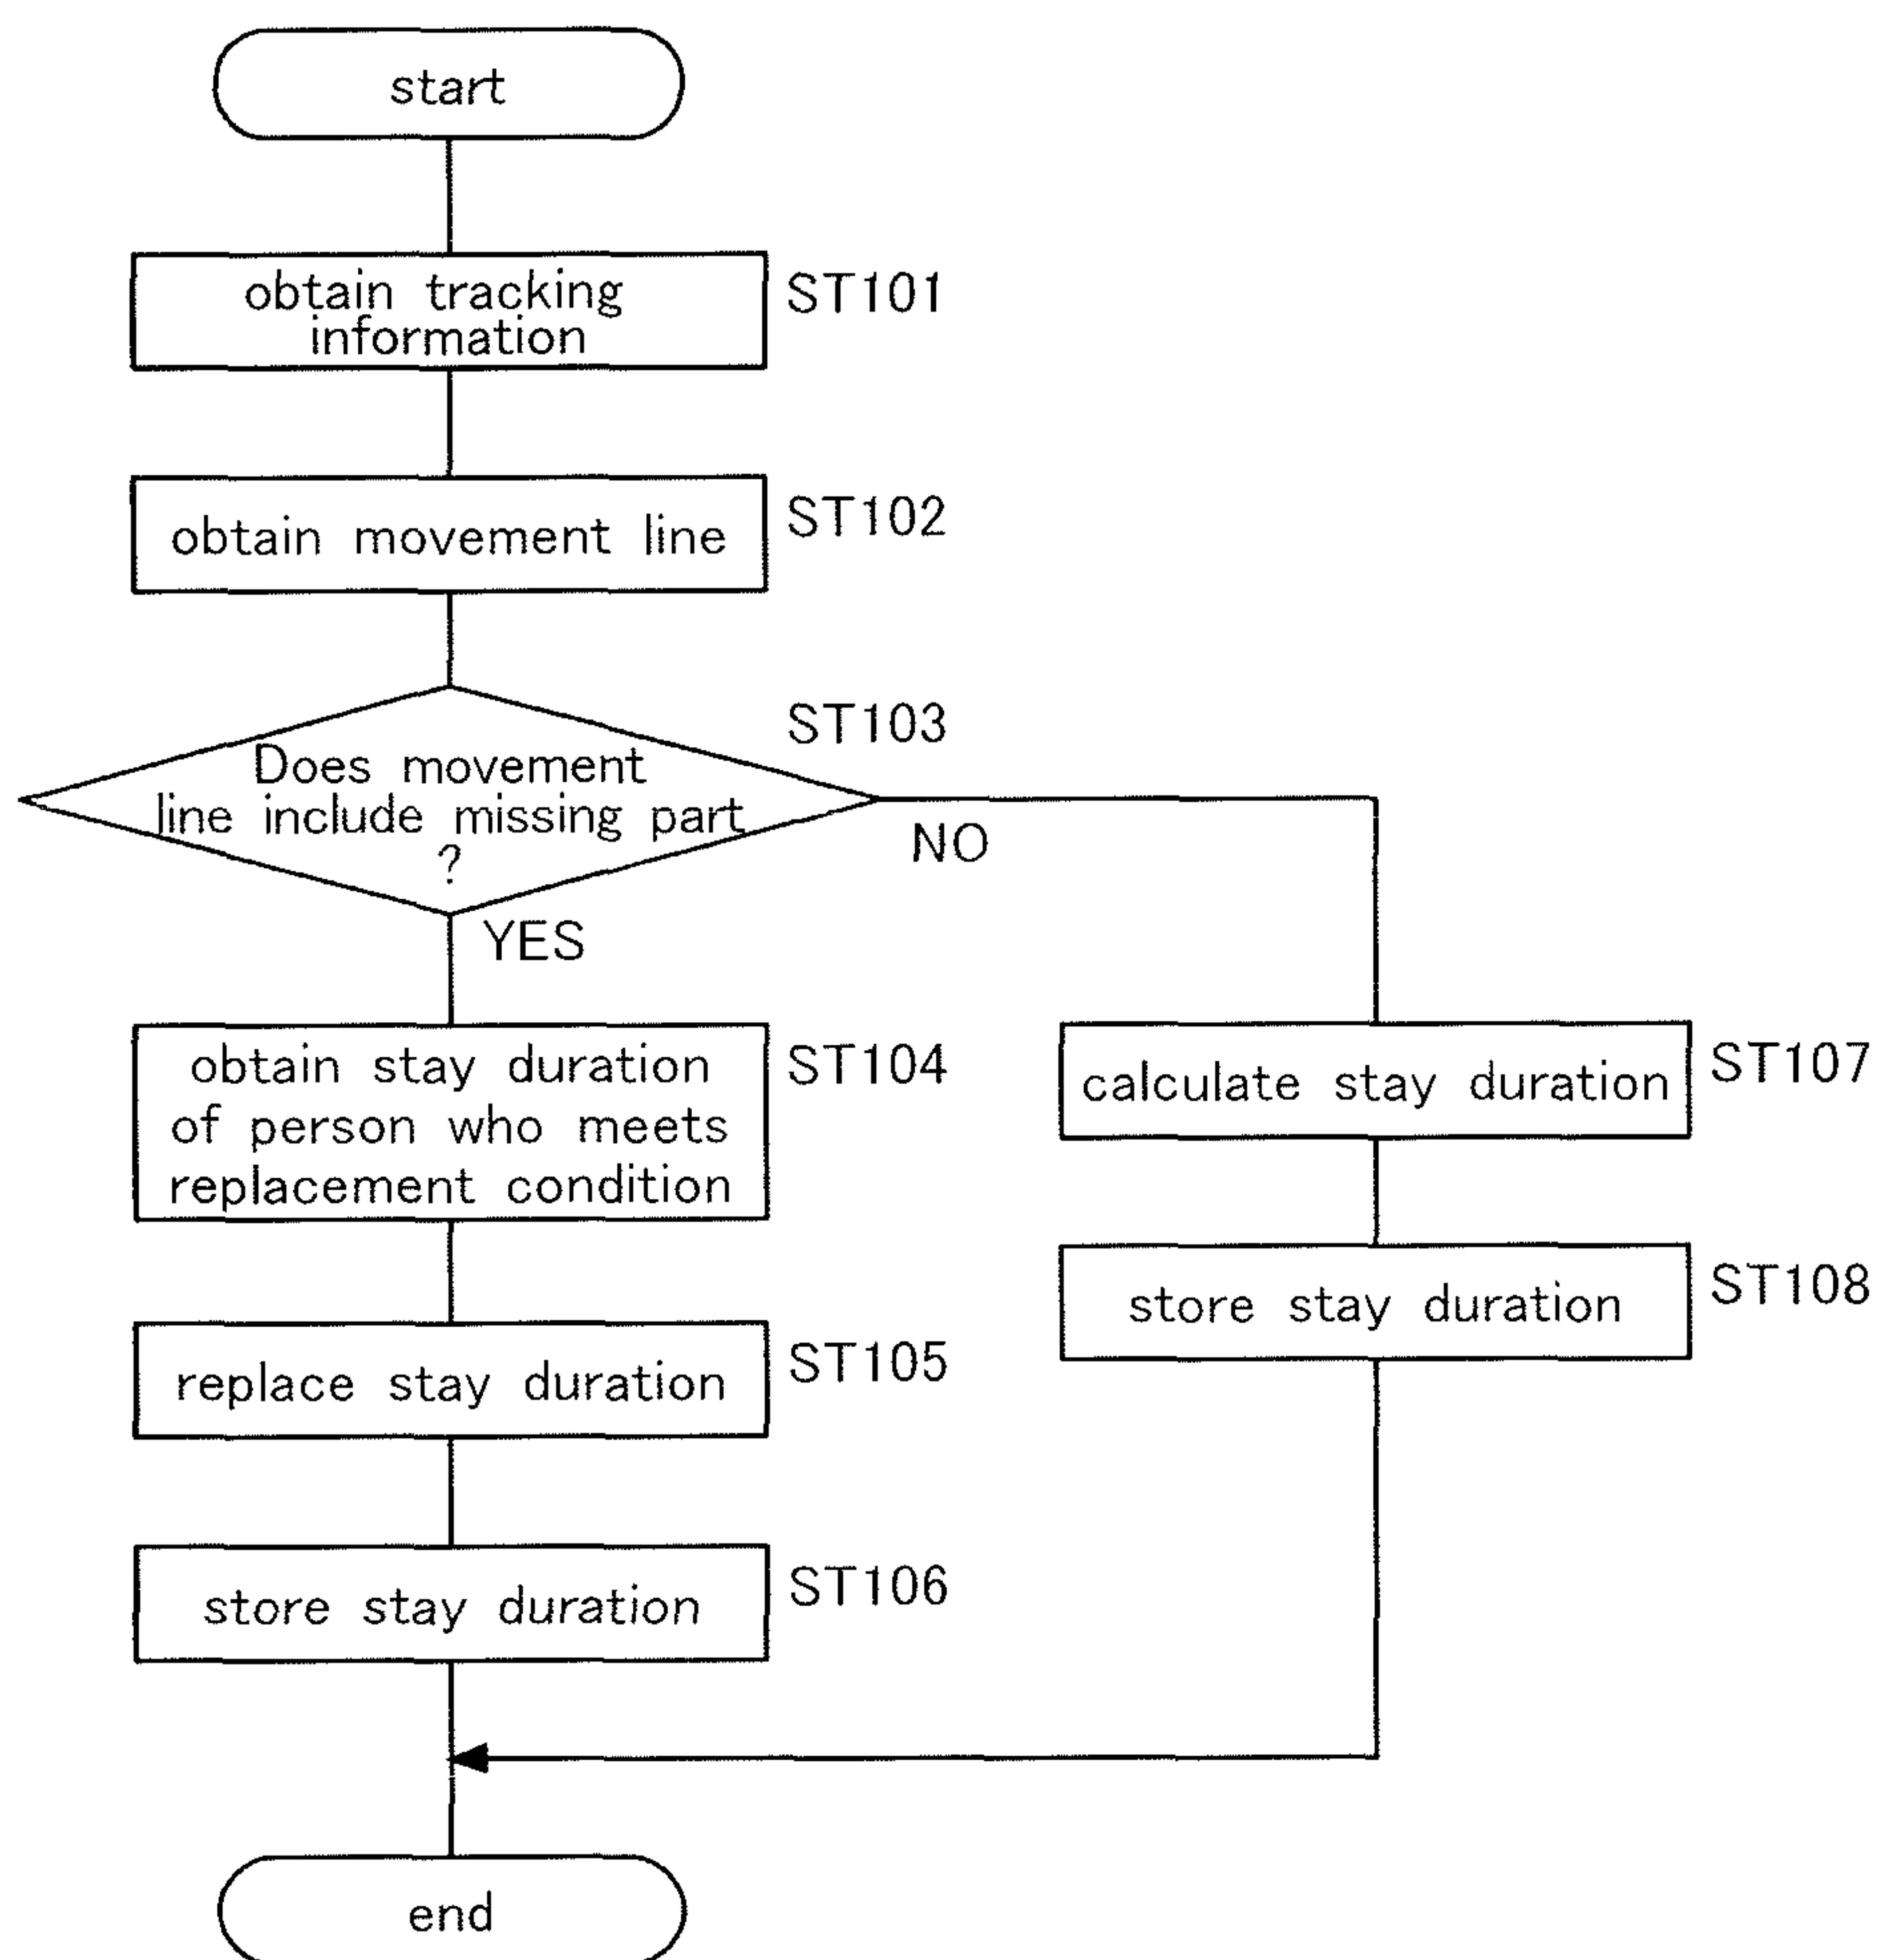 start
obtain tracking
information
ST101
obtain movement line
ST102
Does movement
line include missing part
?
ST103
NO
YES
obtain stay duration
of person who meets
replacement condition
ST104
replace stay duration
ST105
store stay duration
ST106
calculate stay duration
ST107
store stay duration
ST108
end